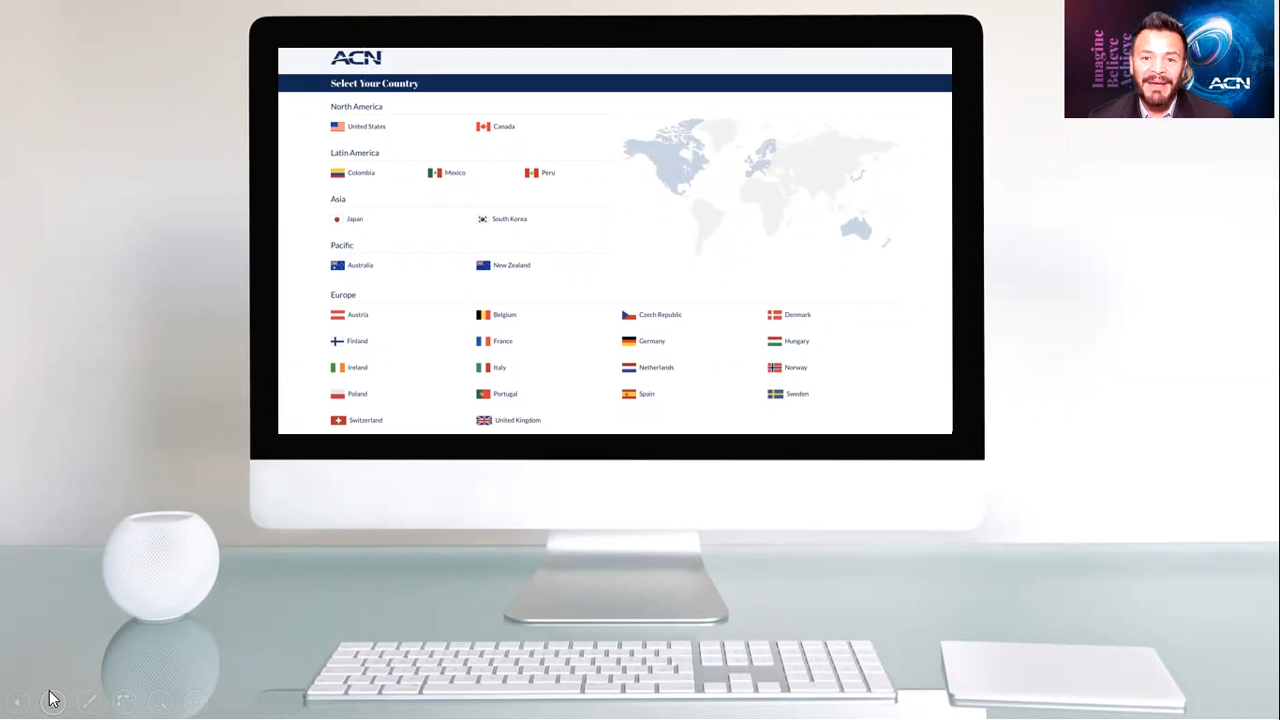 ACN
Select Your Country
North America
United States
Canada
Latin America
Colombia
Mexico
Peru
Asia
Japan
South Korea
Pacific
Australia
New Zealand
Europe
Austria
Belgium
Czech Republic
Denmark
Finland
France
Germany
Hungary
Ireland
Italy
Netherlands
Norway
Poland
Portugal
Spain
Sweden
Switzerland
United Kingdom
Imagine
Believe
Achieve
ACN